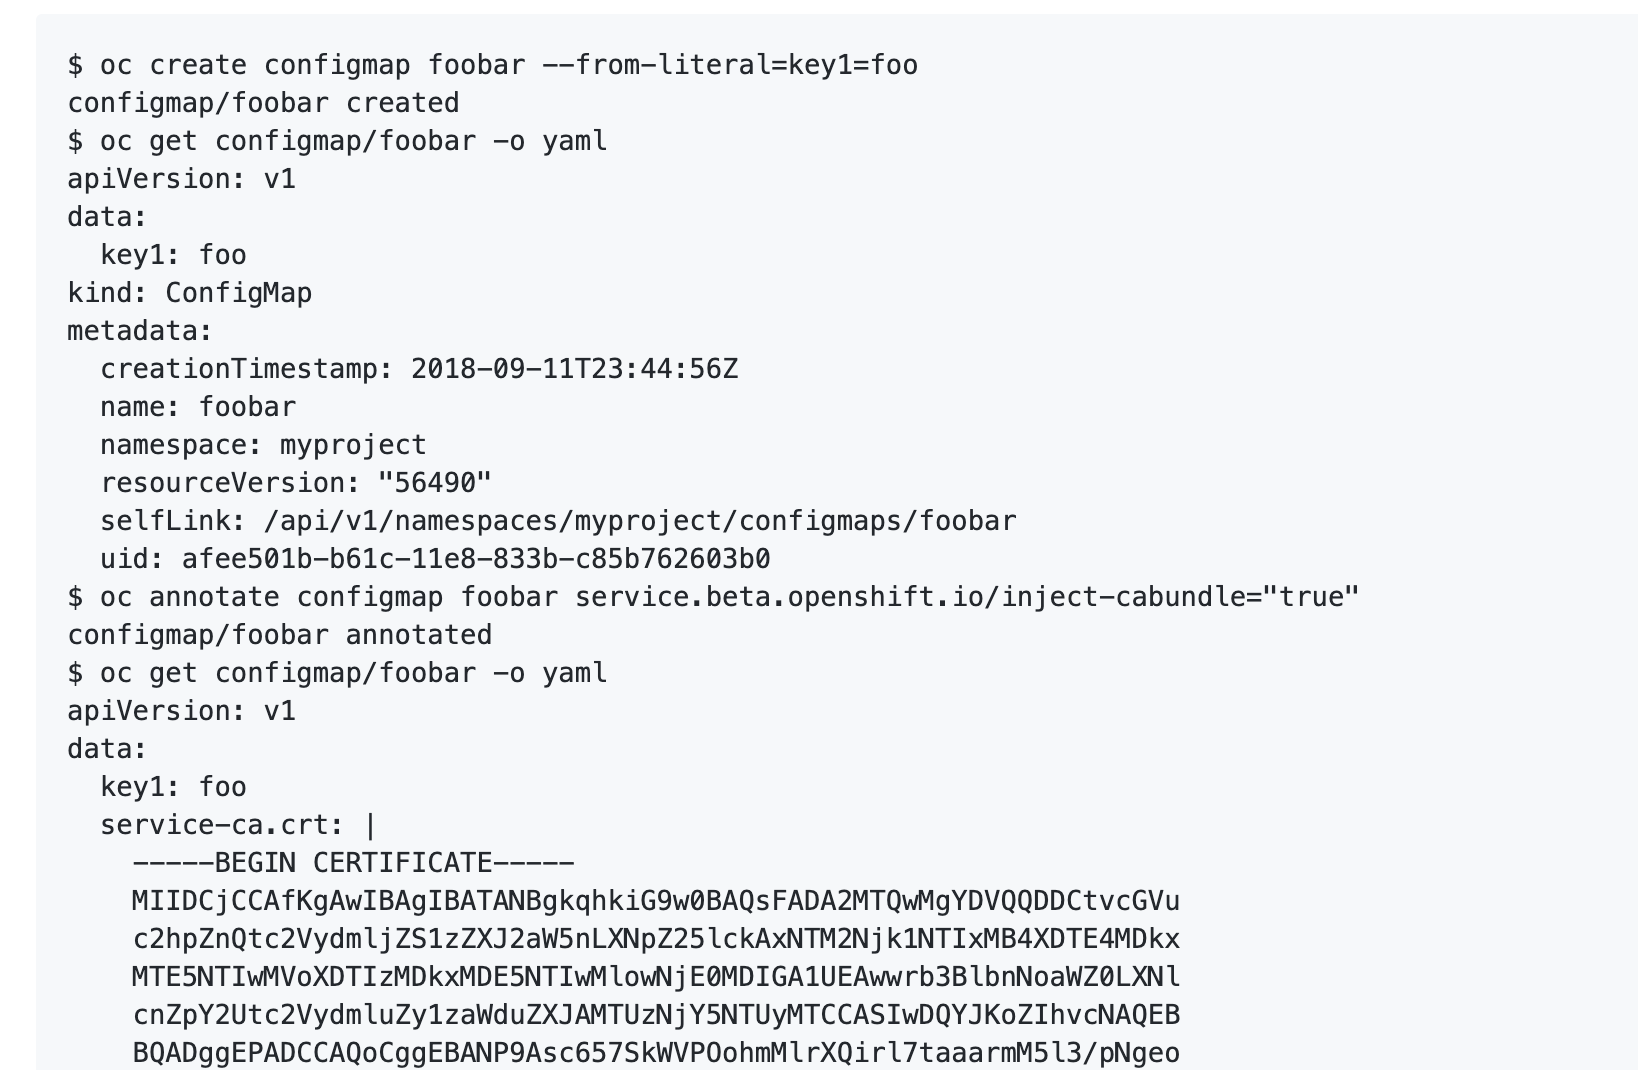 $ oc create configmap foobar --from-literal=key1=foo
configmap/foobar created
$ oc get configmap/foobar -o yaml
apiVersion: v1
data:
  key1: foo
kind: ConfigMap
metadata:
  creationTimestamp: 2018-09-11T23:44:56Z
  name: foobar
  namespace: myproject
  resourceVersion: "56490"
  selfLink: /api/v1/namespaces/myproject/configmaps/foobar
  uid: afee501b-b61c-11e8-833b-c85b762603b0
$ oc annotate configmap foobar service.beta.openshift.io/inject-cabundle="true"
configmap/foobar annotated
$ oc get configmap/foobar -o yaml
apiVersion: v1
data:
  key1: foo
  service-ca.crt: |
    -----BEGIN CERTIFICATE-----
    MIIDCjCCAfKgAwIBAgIBATANBgkqhkiG9w0BAQsFADA2MTQwMgYDVQQDDCtvcGVu
    c2hpZnQtc2VydmljZS1zZXJ2aW5nLXNpZ25lckAxNTM2Njk1NTIxMB4XDTE4MDkx
    MTE5NTIwMVoXDTIzMDkxMDE5NTIwMlowNjE0MDIGA1UEAwwrb3BlbnNoaWZ0LXNl
    cnZpY2Utc2VydmluZy1zaWduZXJAMTUzNjY5NTUyMTCCASIwDQYJKoZIhvcNAQEB
    BQADggEPADCCAQoCggEBANP9Asc657SkWVPOohmMlrXQirl7taaarmM5l3/pNgeo